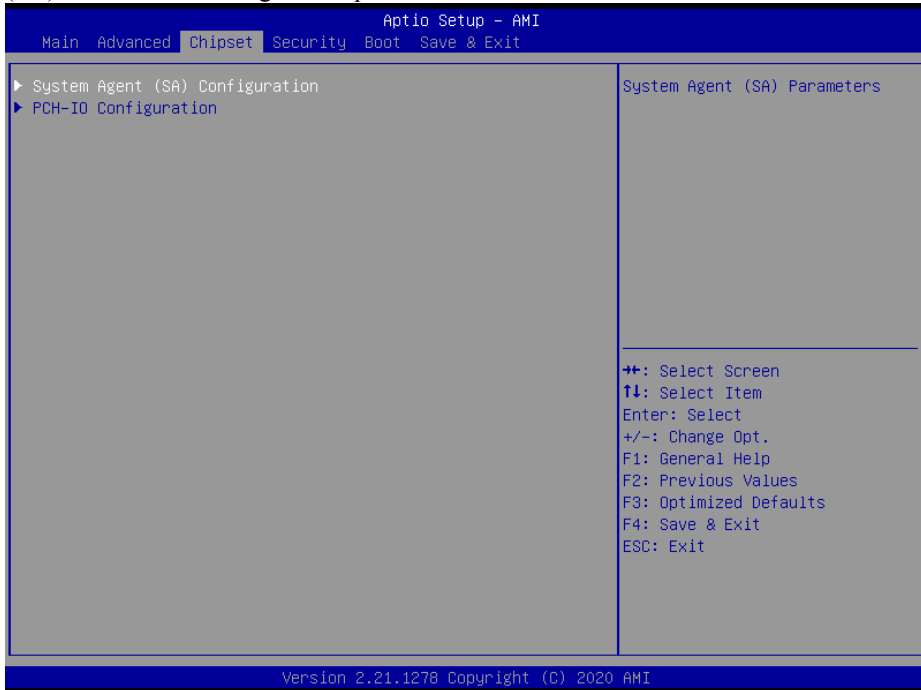 Aptio Setup – AMI
Main Advanced Chipset Security Boot Save & Exit
▶ System Agent (SA) Configuration
▶ PCH-IO Configuration
System Agent (SA) Parameters
→←: Select Screen
↑↓: Select Item
Enter: Select
+/-: Change Opt.
F1: General Help
F2: Previous Values
F3: Optimized Defaults
F4: Save & Exit
ESC: Exit
Version 2.21.1278 Copyright (C) 2020 AMI